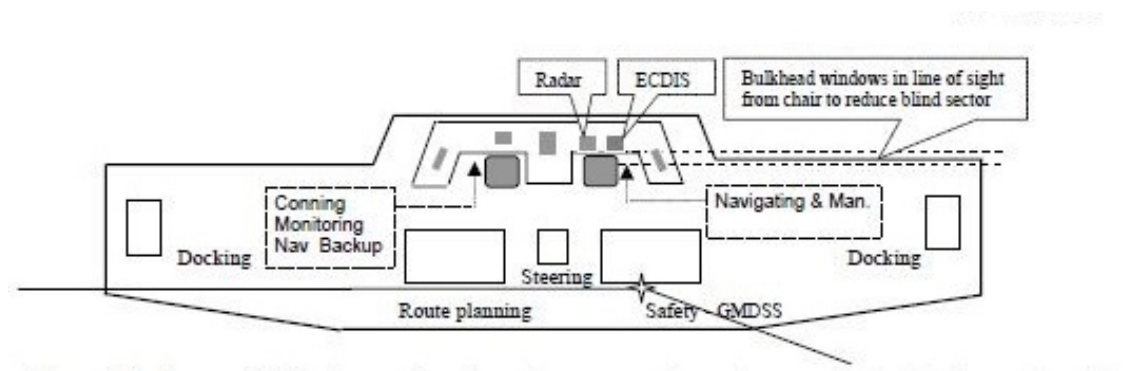 Radar
ECDIS
Bulkhead windows in line of sight
from chair to reduce blind sector
Conning
Monitoring
Nav Backup
Navigating & Man.
Docking
Steering
Docking
Route planning
Safety GMDSS